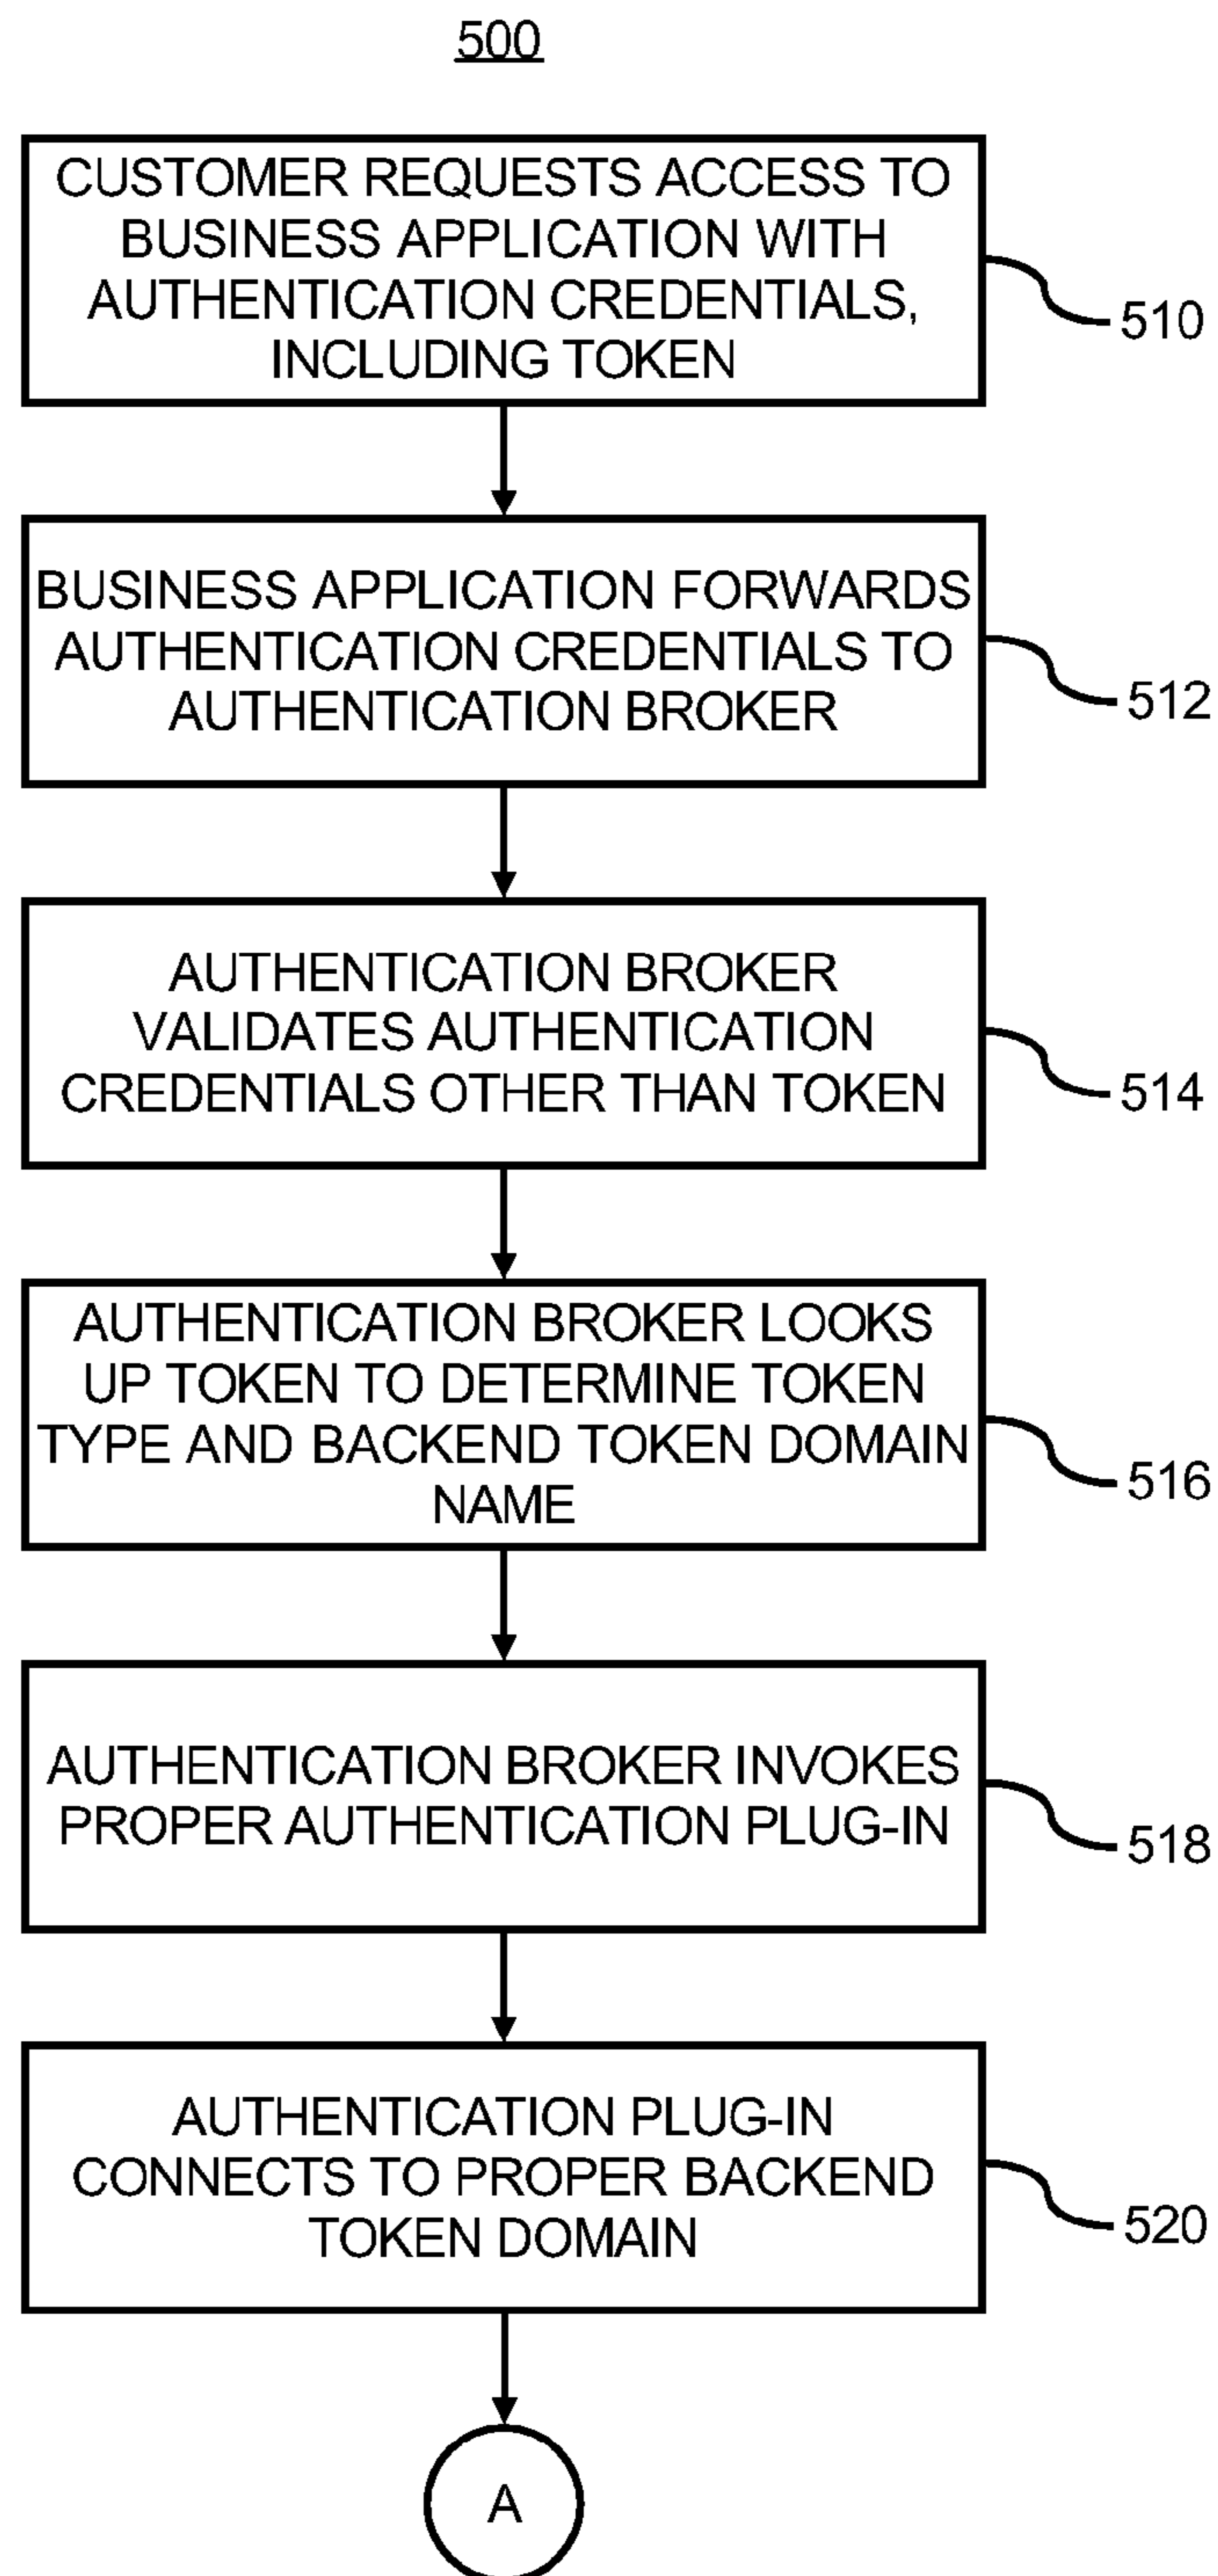 500
CUSTOMER REQUESTS ACCESS TO
BUSINESS APPLICATION WITH
AUTHENTICATION CREDENTIALS,
INCLUDING TOKEN
510
BUSINESS APPLICATION FORWARDS
AUTHENTICATION CREDENTIALS TO
AUTHENTICATION BROKER
512
AUTHENTICATION BROKER
VALIDATES AUTHENTICATION
CREDENTIALS OTHER THAN TOKEN
514
AUTHENTICATION BROKER LOOKS
UP TOKEN TO DETERMINE TOKEN
TYPE AND BACKEND TOKEN DOMAIN
NAME
516
AUTHENTICATION BROKER INVOKES
PROPER AUTHENTICATION PLUG-IN
518
AUTHENTICATION PLUG-IN
CONNECTS TO PROPER BACKEND
TOKEN DOMAIN
520
A